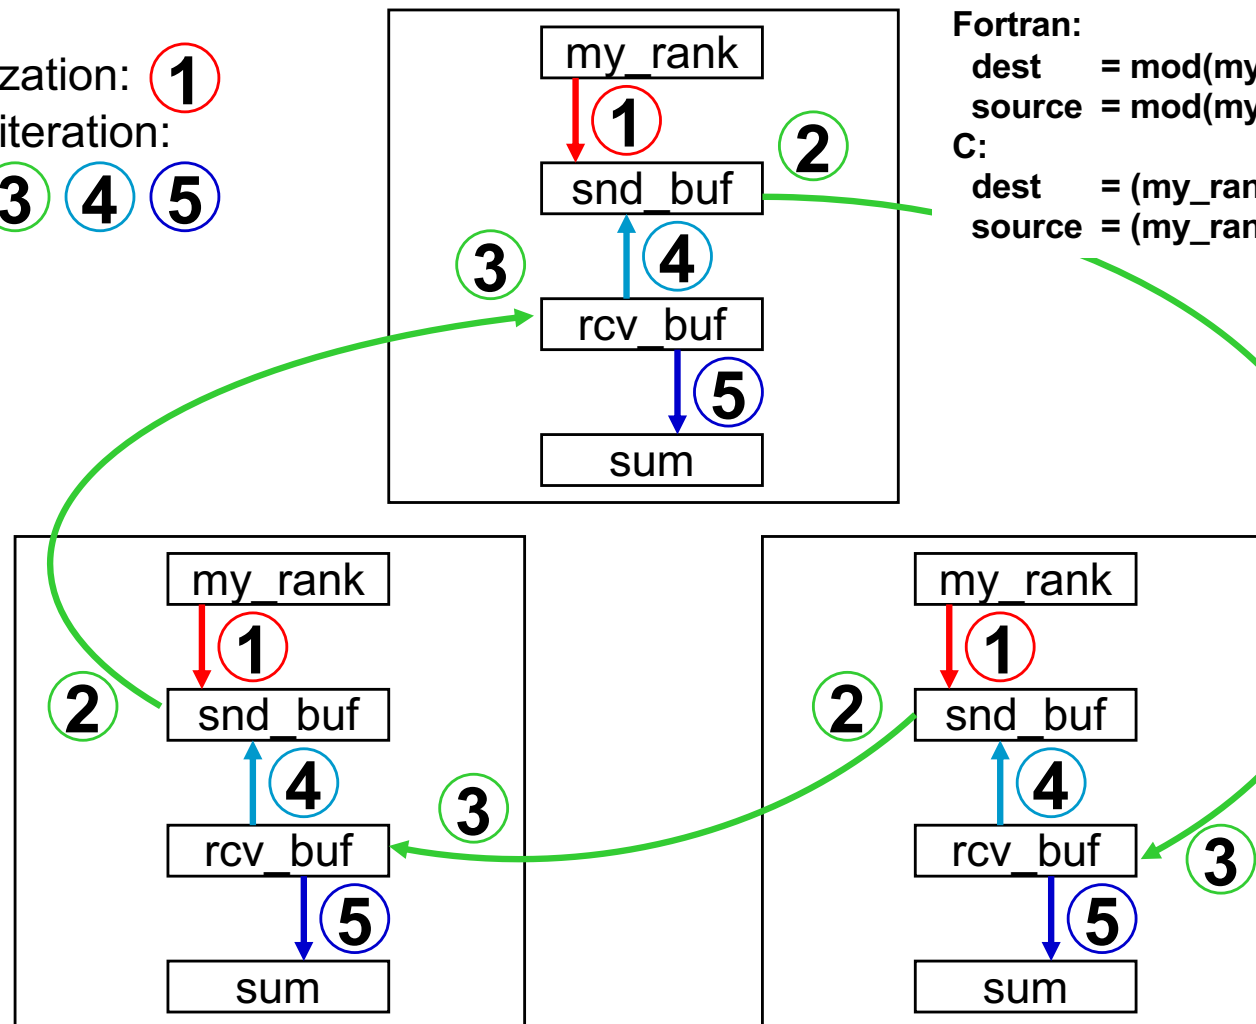 zation: 1
iteration:
3 4 5
my_rank
1
snd_buf
2
4
3
rcv_buf
5
sum
Fortran:
dest = mod(my
source = mod(my
C:
dest = (my_ran
source = (my_ran
my_rank
1
2
snd_buf
4
3
rcv_buf
5
sum
my_rank
1
2
snd_buf
4
rcv_buf
3
5
sum